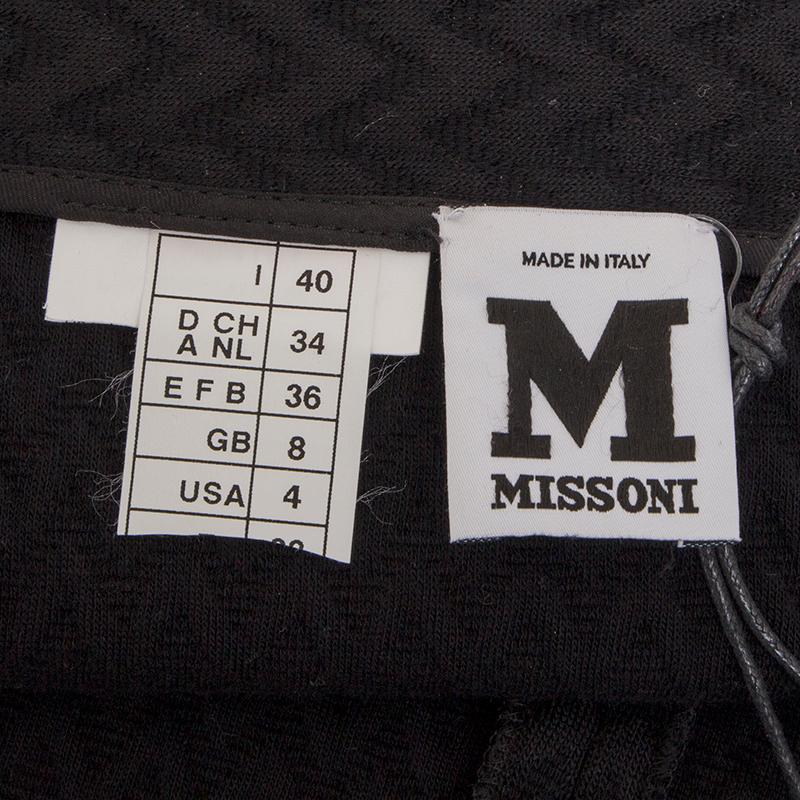 I 40
D CH
A NL 34
E F B 36
GB 8
USA 4
MADE IN ITALY
M
MISSONI